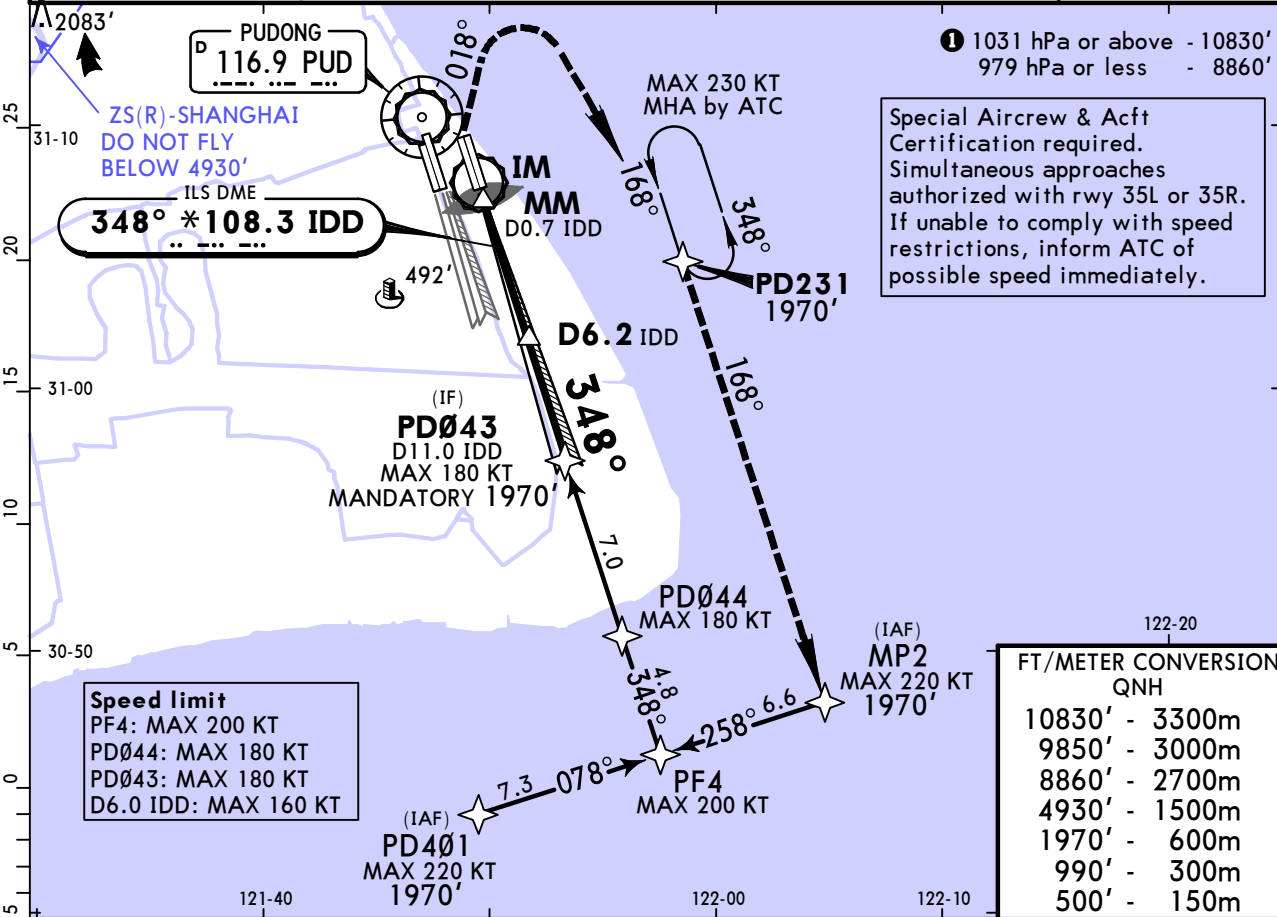 2083'
PUDONG
D 116.9 PUD
018°
❶ 1031 hPa or above - 10830'
979 hPa or less - 8860'
MAX 230 KT
MHA by ATC
ZS(R)-SHANGHAI
DO NOT FLY
BELOW 4930'
Special Aircrew & Acft
Certification required.
Simultaneous approaches
authorized with rwy 35L or 35R.
If unable to comply with speed
restrictions, inform ATC of
possible speed immediately.
25
31-10
IM
MM
D0.7 IDD
ILS DME
348° *108.3 IDD
168°
348°
20
492'
PD231
1970'
D6.2 IDD
168°
15
31-00
348°
(IF)
PDØ43
D11.0 IDD
MAX 180 KT
MANDATORY 1970'
10
7.0
PDØ44
MAX 180 KT
5
30-50
4.8
348°
(IAF)
MP2
MAX 220 KT
1970'
122-20
258° 6.6
Speed limit
PF4: MAX 200 KT
PDØ44: MAX 180 KT
PDØ43: MAX 180 KT
D6.0 IDD: MAX 160 KT
0
7.3 078°
PF4
MAX 200 KT
(IAF)
PD4Ø1
MAX 220 KT
1970'
5
121-40
122-00
122-10
FT/METER CONVERSION
QNH
10830' - 3300m
9850' - 3000m
8860' - 2700m
4930' - 1500m
1970' - 600m
990' - 300m
500' - 150m